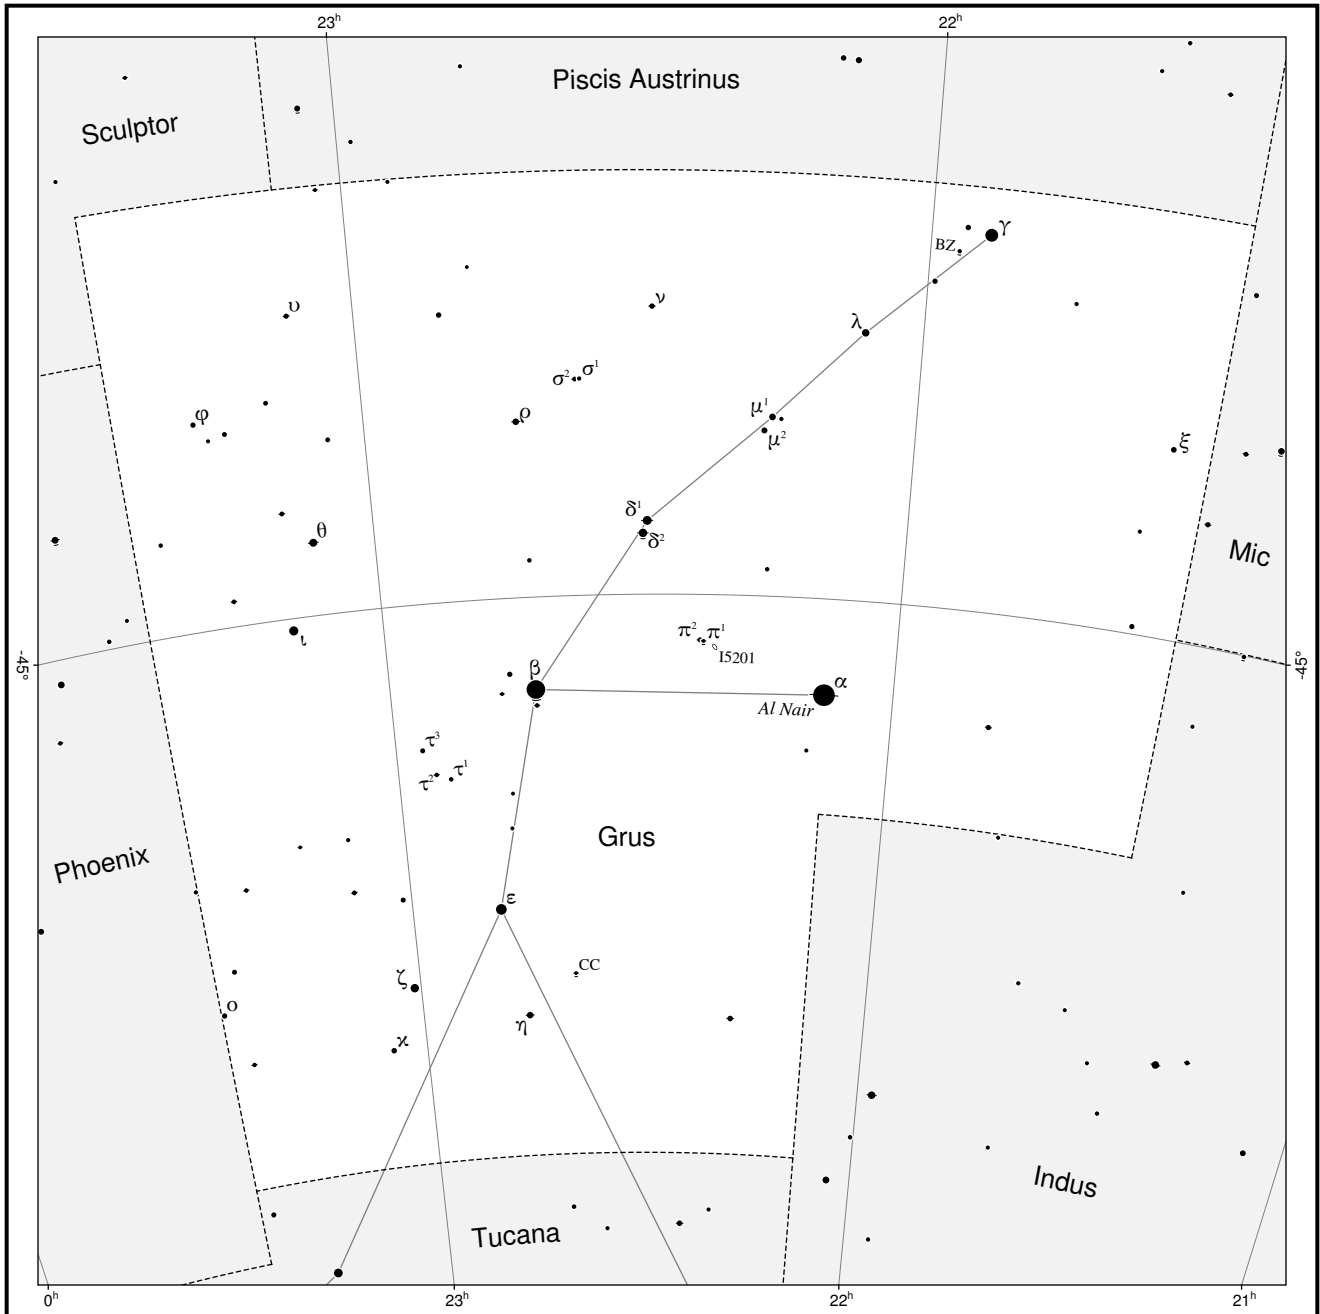 23ʰ
22ʰ
Piscis Austrinus
Sculptor
γ
BZ
υ
ν
λ
σ² σ¹
φ
ρ
μ¹
μ²
ξ
δ¹
δ²
θ
Mic
ι
π² π¹
I5201
-45°
-45°
β
α
Al Nair
τ³
τ² τ¹
Grus
Phoenix
ε
CC
ζ
ο
η
ϰ
Indus
Tucana
0ʰ
23ʰ
22ʰ
21ʰ